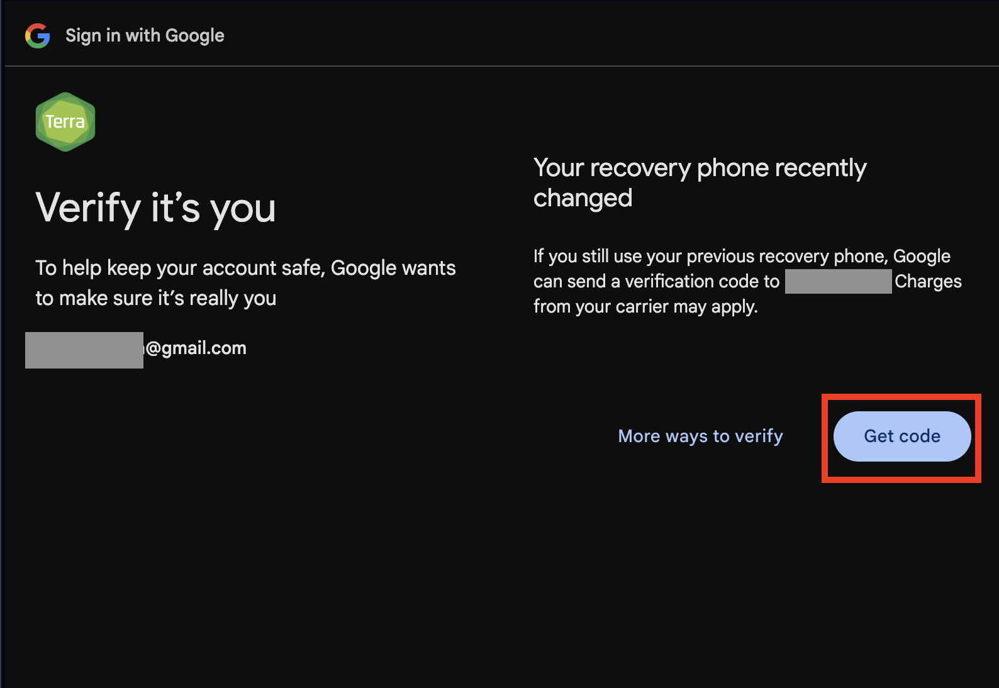 Sign in with Google
Terra
Verify it’s you
To help keep your account safe, Google wants
to make sure it’s really you
@gmail.com
Your recovery phone recently
changed
If you still use your previous recovery phone, Google
can send a verification code to Charges
from your carrier may apply.
More ways to verify
Get code